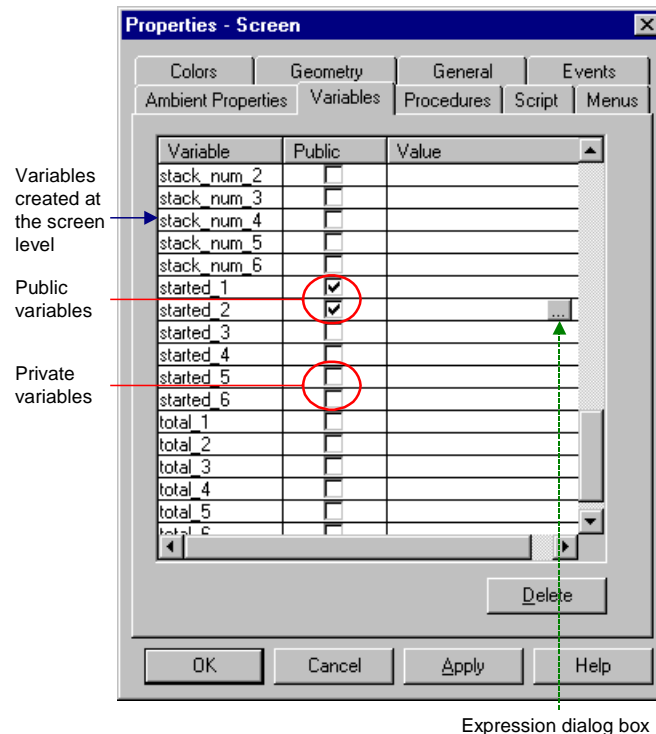 Properties - Screen
Colors Geometry General Events
Ambient Properties Variables Procedures Script Menus
Variable Public Value
stack_num_2
stack_num_3
stack_num_4
stack_num_5
stack_num_6
started_1
started_2 ...
started_3
started_4
started_5
started_6
total_1
total_2
total_3
total_4
total_5
total_6
Delete
OK Cancel Apply Help
Variables
created at
the screen
level
Public
variables
Private
variables
Expression dialog box